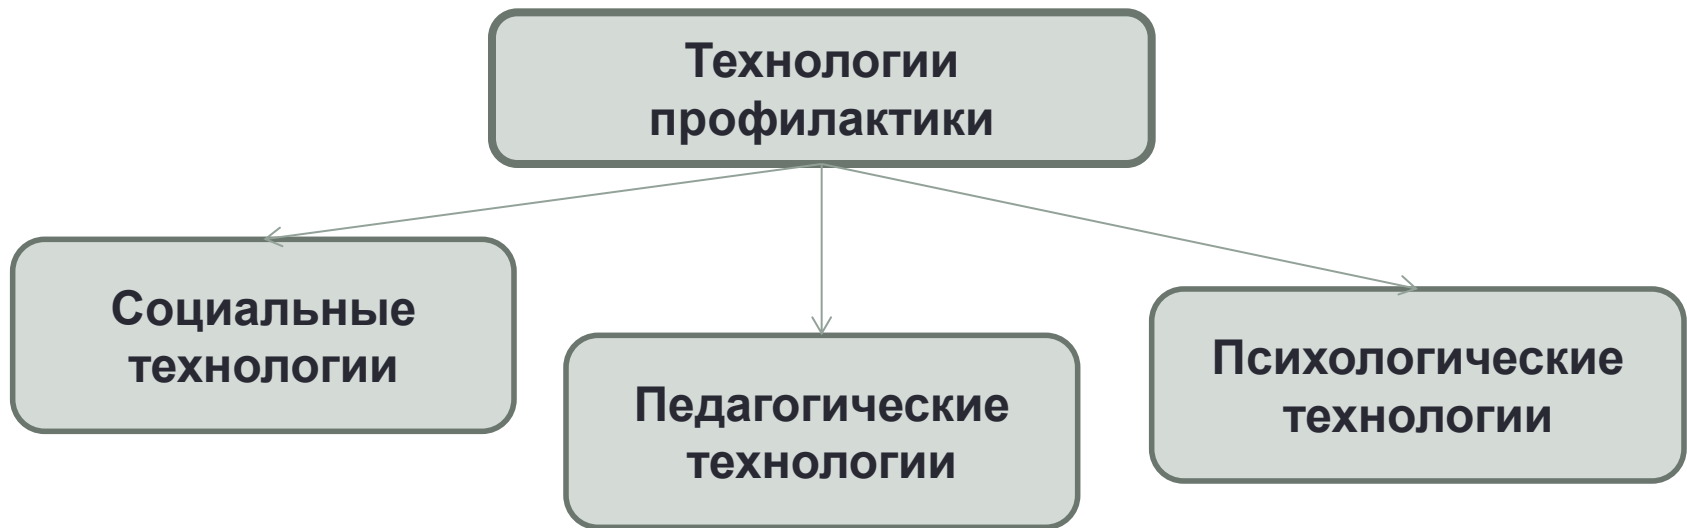 Технологии
профилактики
Социальные
технологии
Педагогические
технологии
Психологические
технологии